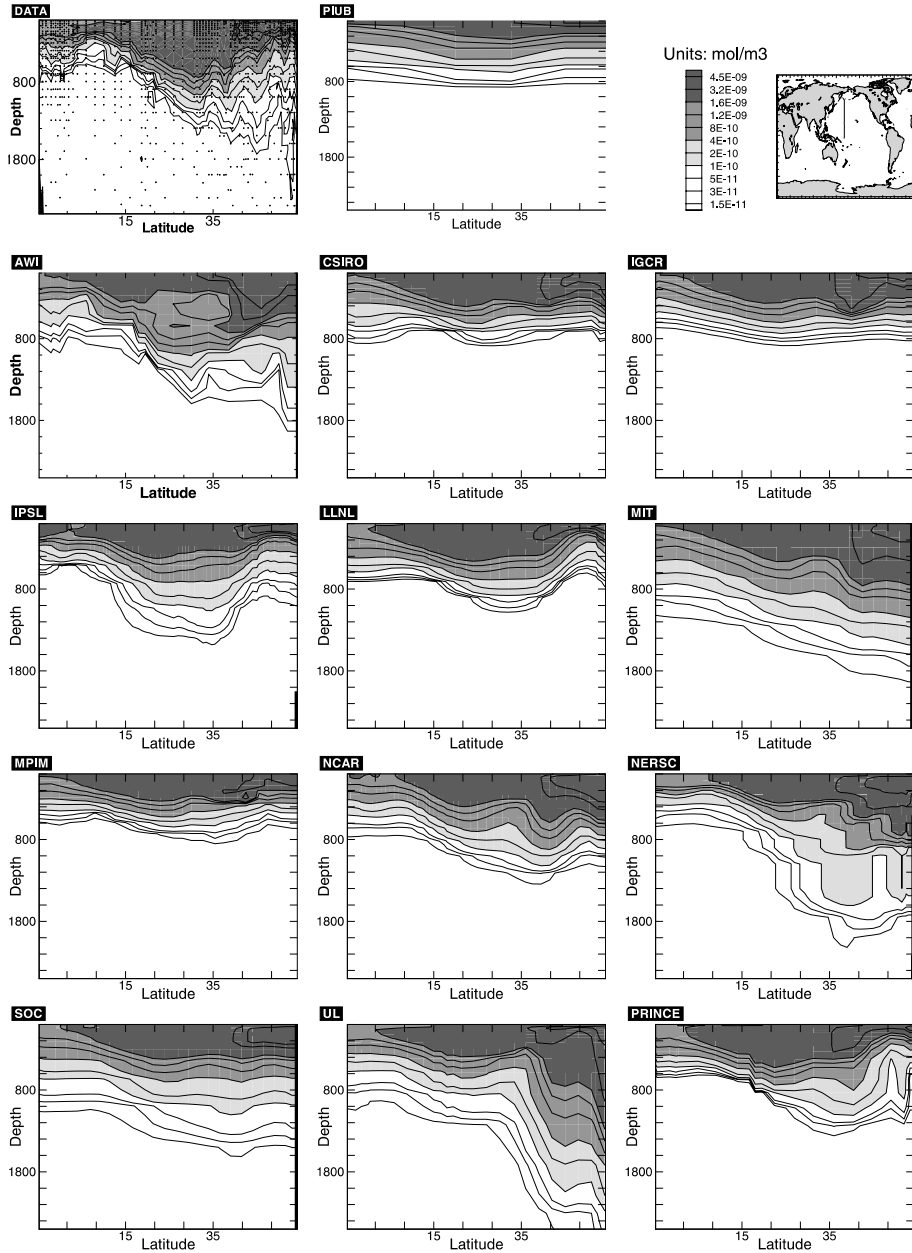 DATA
PIUB
Depth
800
1800
15
35
Latitude
800
1800
15
35
Latitude
Units: mol/m3
4.5E-09
3.2E-09
1.6E-09
1.2E-09
8E-10
4E-10
2E-10
1E-10
5E-11
3E-11
1.5E-11
AWI
CSIRO
IGCR
Depth
800
1800
15
35
Latitude
Depth
800
1800
15
35
Latitude
Depth
800
1800
15
35
Latitude
IPSL
LLNL
MIT
Depth
800
1800
15
35
Latitude
Depth
800
1800
15
35
Latitude
Depth
800
1800
15
35
Latitude
MPIM
NCAR
NERSC
Depth
800
1800
15
35
Latitude
Depth
800
1800
15
35
Latitude
Depth
800
1800
15
35
Latitude
SOC
UL
PRINCE
Depth
800
1800
15
35
Latitude
Depth
800
1800
15
35
Latitude
Depth
800
1800
15
35
Latitude